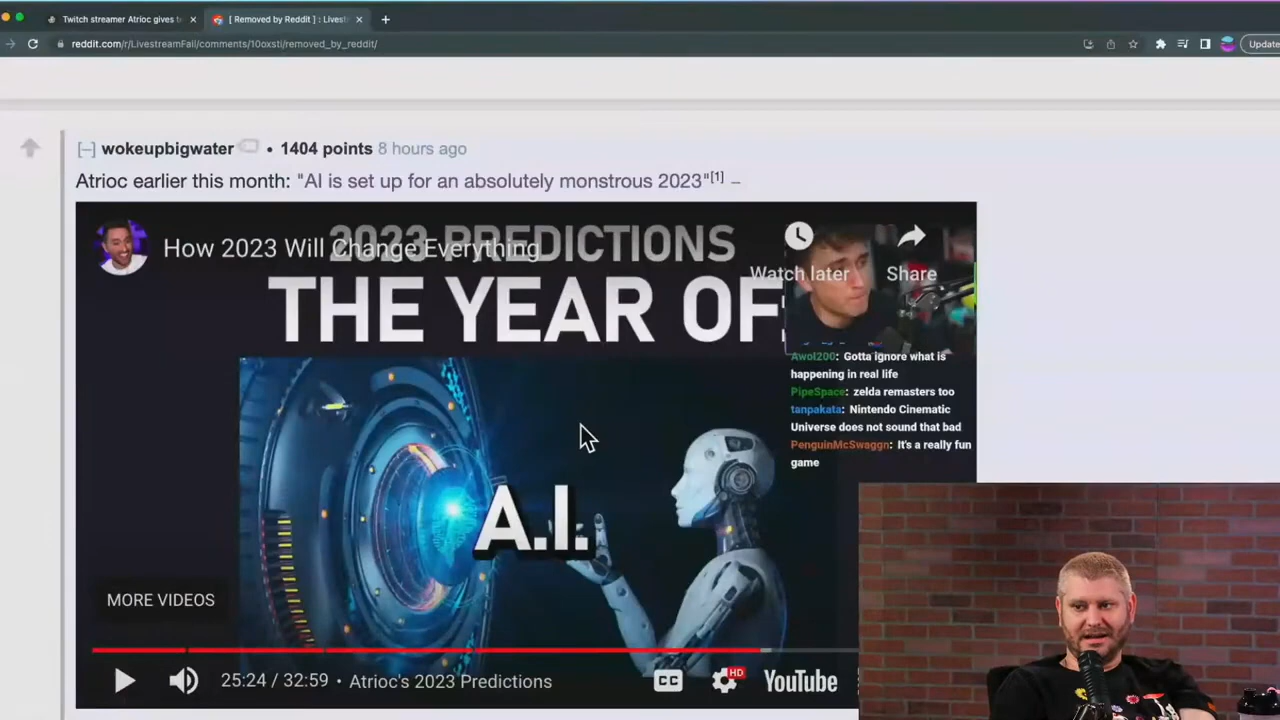 Twitch streamer Atrioc gives t
[ Removed by Reddit ] : Livest
reddit.com/r/LivestreamFail/comments/10oxsti/removed_by_reddit/
Update
[–] wokeupbigwater • 1404 points 8 hours ago
Atrioc earlier this month: "AI is set up for an absolutely monstrous 2023"[1] –
2023 PREDICTIONS
How 2023 Will Change Everything
Watch later
Share
THE YEAR OF
Awol200: Gotta ignore what is
happening in real life
PipeSpace: zelda remasters too
tanpakata: Nintendo Cinematic
Universe does not sound that bad
PenguinMcSwaggn: It's a really fun
game
A.I.
MORE VIDEOS
25:24 / 32:59 • Atrioc's 2023 Predictions
CC
HD
YouTube